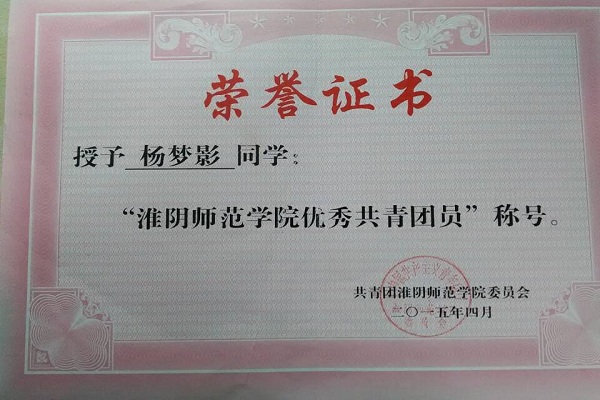 荣誉证书
授予 杨梦影 同学：
“淮阴师范学院优秀共青团员”称号。
共青团淮阴师范学院委员会
二〇一五年四月